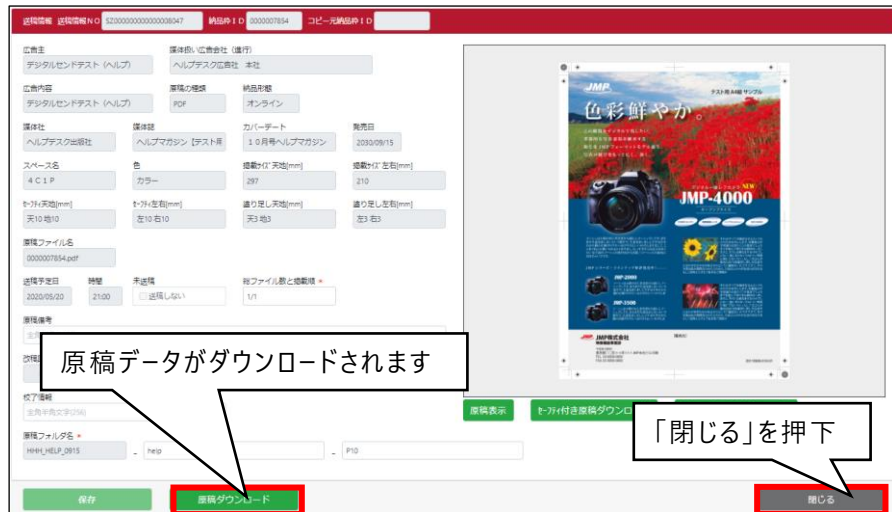 送稿情報 送稿情報NO SZ00000000000000008047 納品枠ID 0000007854 コピー元納品枠ID
広告主 媒体扱い広告会社（進行）
デジタルセンドテスト（ヘルプ） ヘルプデスク広告社 本社
広告内容 原稿の種類 納品形態
デジタルセンドテスト（ヘルプ） PDF オンライン
媒体社 媒体誌 カバーデート 発売日
ヘルプデスク出版社 ヘルプマガジン【テスト用 １０月号ヘルプマガジン 2030/09/15
スペース名 色 掲載ｻｲｽﾞ天地[mm] 掲載ｻｲｽﾞ左右[mm]
４Ｃ１Ｐ カラー 297 210
ｾｰﾌﾃｨ天地[mm] ｾｰﾌﾃｨ左右[mm] 塗り足し天地[mm] 塗り足し左右[mm]
天10 地10 左10 右10 天3 地3 左3 右3
原稿ファイル名
0000007854.pdf
送稿予定日 時間 未送稿 総ファイル数と掲載順 *
2020/05/20 21:00 送稿しない 1/1
原稿備考
原稿データがダウンロードされます
校了情報
全角半角文字(256)
原稿フォルダ名 *
HHH_HELP_0915 - help - P10
保存 原稿ダウンロード 閉じる
JMP
テスト用 A4縦 サンプル
色彩鮮やか。
NEW
JMP-4000
JMP-2000
JMP-3500
JMP JMP株式会社
原稿表示 ｾｰﾌﾃｨ付き原稿ダウンロ
「閉じる」を押下